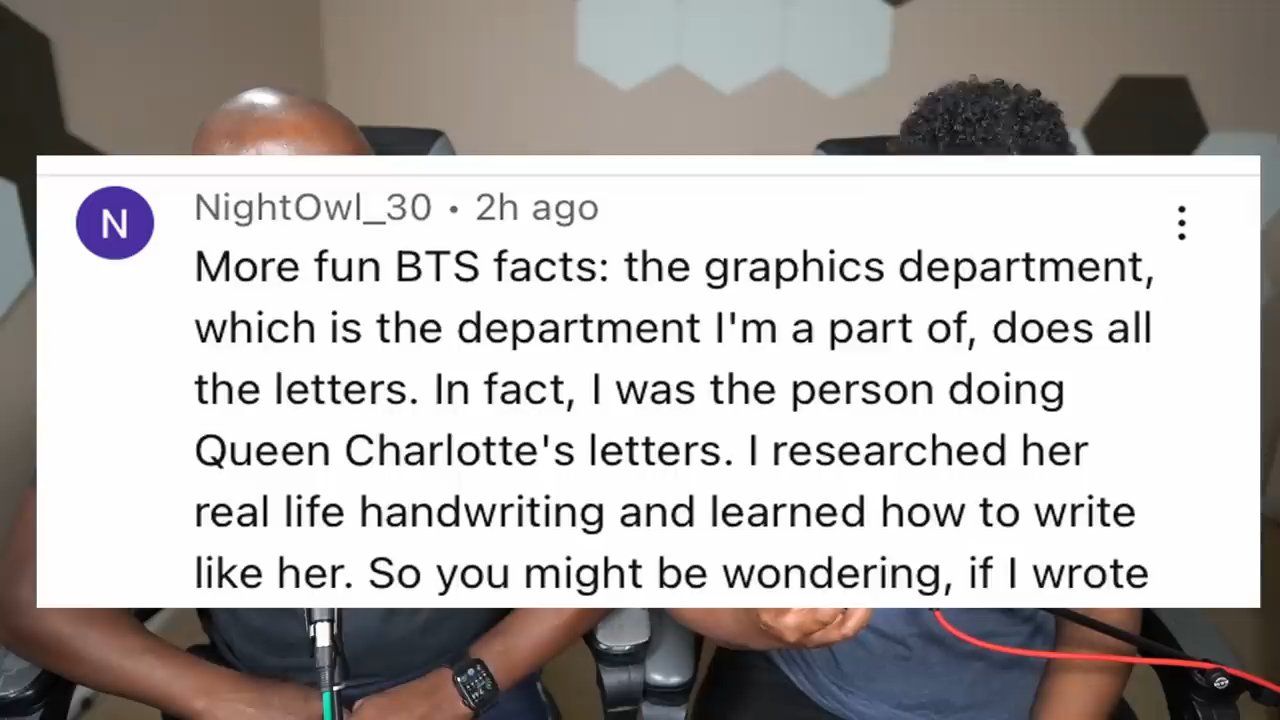 N
NightOwl_30 • 2h ago
More fun BTS facts: the graphics department,
which is the department I'm a part of, does all
the letters. In fact, I was the person doing
Queen Charlotte's letters. I researched her
real life handwriting and learned how to write
like her. So you might be wondering, if I wrote